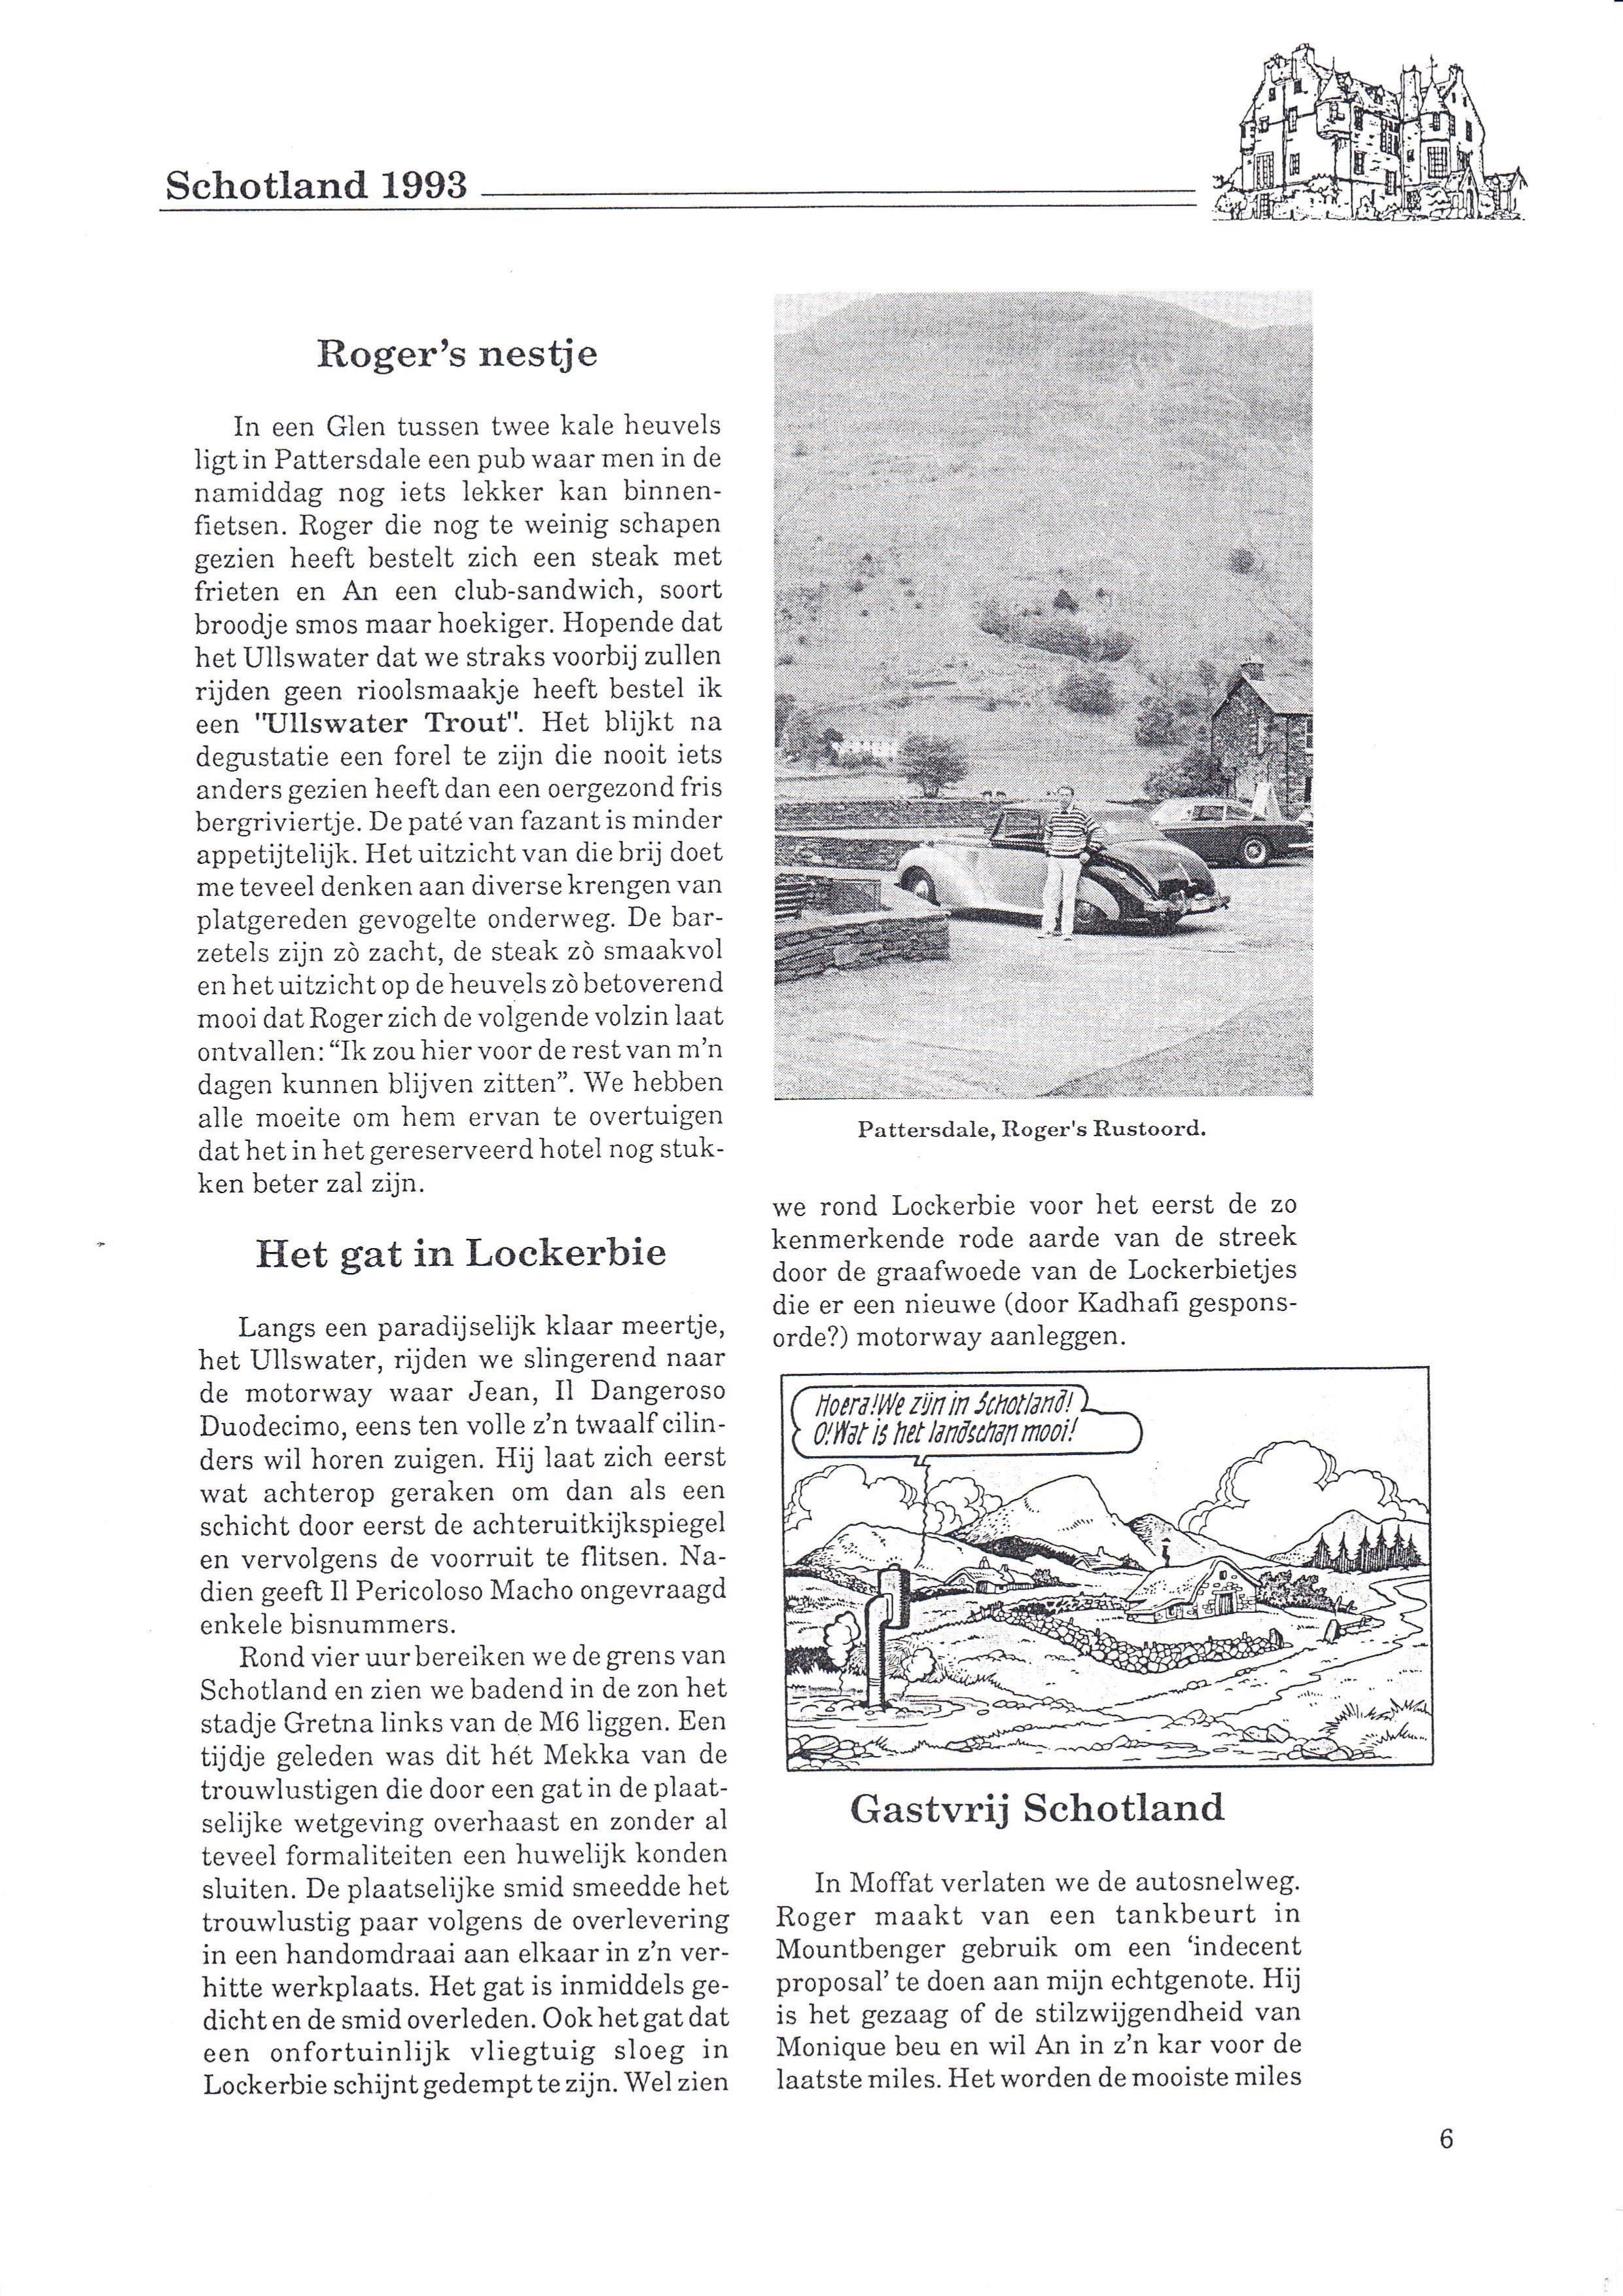 Schotland 1993
Roger's nestje
In een Glen tussen twee kale heuvels
ligt in Pattersdale een pub waar men in de
namiddag nog iets lekker kan binnen-
fietsen. Roger die nog te weinig schapen
gezien heeft bestelt zich een steak met
frieten en An een club-sandwich, soort
broodje smos maar hoekiger. Hopende dat
het Ullswater dat we straks voorbij zullen
rijden geen rioolsmaakje heeft bestel ik
een "Ullswater Trout". Het blijkt na
degustatie een forel te zijn die nooit iets
anders gezien heeft dan een oergezond fris
bergriviertje. De paté van fazant is minder
appetijtelijk. Het uitzicht van die brij doet
me teveel denken aan diverse krengen van
platgereden gevogelte onderweg. De bar-
zetels zijn zò zacht, de steak zò smaakvol
en het uitzicht op de heuvels zò betoverend
mooi dat Roger zich de volgende volzin laat
ontvallen: “Ik zou hier voor de rest van m'n
dagen kunnen blijven zitten”. We hebben
alle moeite om hem ervan te overtuigen
dat het in het gereserveerd hotel nog stuk-
ken beter zal zijn.
Het gat in Lockerbie
Langs een paradijselijk klaar meertje,
het Ullswater, rijden we slingerend naar
de motorway waar Jean, Il Dangeroso
Duodecimo, eens ten volle z'n twaalf cilin-
ders wil horen zuigen. Hij laat zich eerst
wat achterop geraken om dan als een
schicht door eerst de achteruitkijkspiegel
en vervolgens de voorruit te flitsen. Na-
dien geeft Il Pericoloso Macho ongevraagd
enkele bisnummers.
Rond vier uur bereiken we de grens van
Schotland en zien we badend in de zon het
stadje Gretna links van de M6 liggen. Een
tijdje geleden was dit hét Mekka van de
trouwlustigen die door een gat in de plaat-
selijke wetgeving overhaast en zonder al
teveel formaliteiten een huwelijk konden
sluiten. De plaatselijke smid smeedde het
trouwlustig paar volgens de overlevering
in een handomdraai aan elkaar in z'n ver-
hitte werkplaats. Het gat is inmiddels ge-
dicht en de smid overleden. Ook het gat dat
een onfortuinlijk vliegtuig sloeg in
Lockerbie schijnt gedempt te zijn. Wel zien
Pattersdale, Roger's Rustoord.
we rond Lockerbie voor het eerst de zo
kenmerkende rode aarde van de streek
door de graafwoede van de Lockerbietjes
die er een nieuwe (door Kadhafi gespons-
orde?) motorway aanleggen.
Hoera! We zijn in Schotland!
O! Wat is het landschap mooi!
Gastvrij Schotland
In Moffat verlaten we de autosnelweg.
Roger maakt van een tankbeurt in
Mountbenger gebruik om een ‘indecent
proposal’ te doen aan mijn echtgenote. Hij
is het gezaag of de stilzwijgendheid van
Monique beu en wil An in z'n kar voor de
laatste miles. Het worden de mooiste miles
6